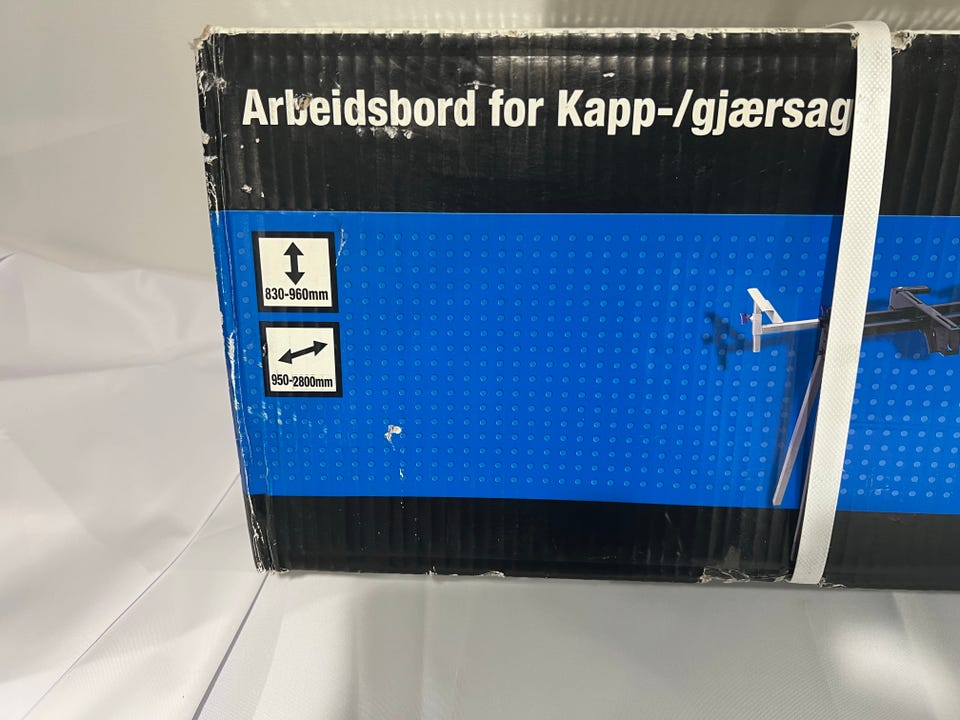 Arbeidsbord for Kapp-/gjærsag
830-960mm
950-2800mm